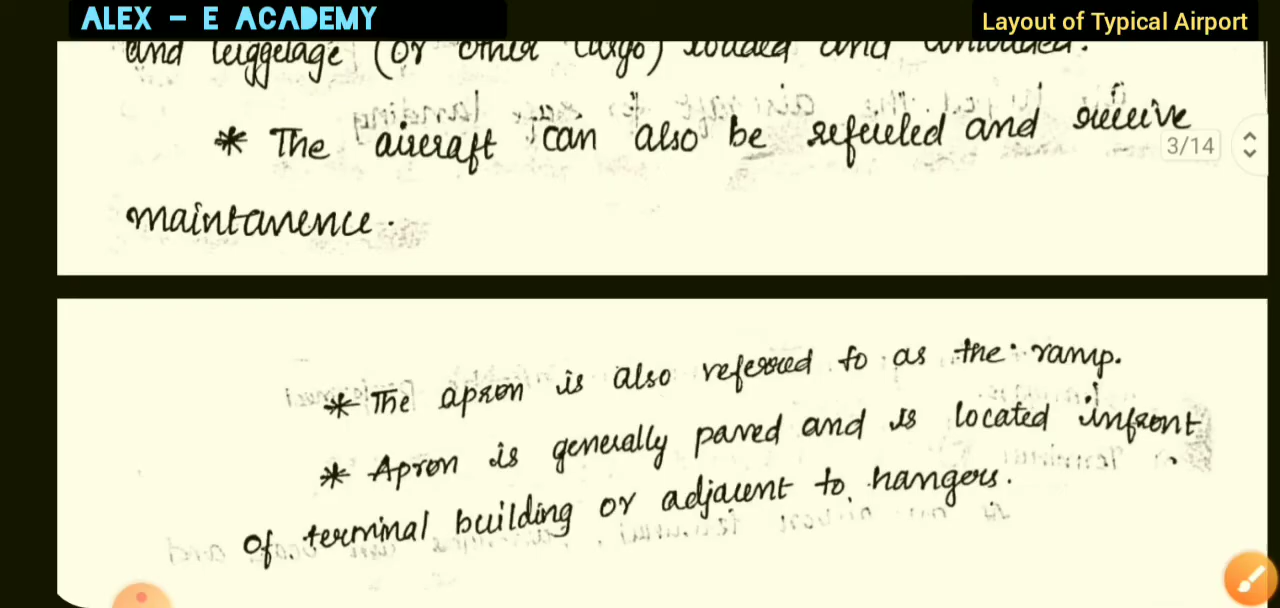 ALEX - E ACADEMY
Layout of Typical Airport
and luggelage (or other cargo) loaded and unloaded.
* The aircraft can also be refueled and receive
3/14
maintanence.
* The apron is also referred to as the ramp.
* Apron is generally paved and is located infront
of terminal building or adjacent to hangers.